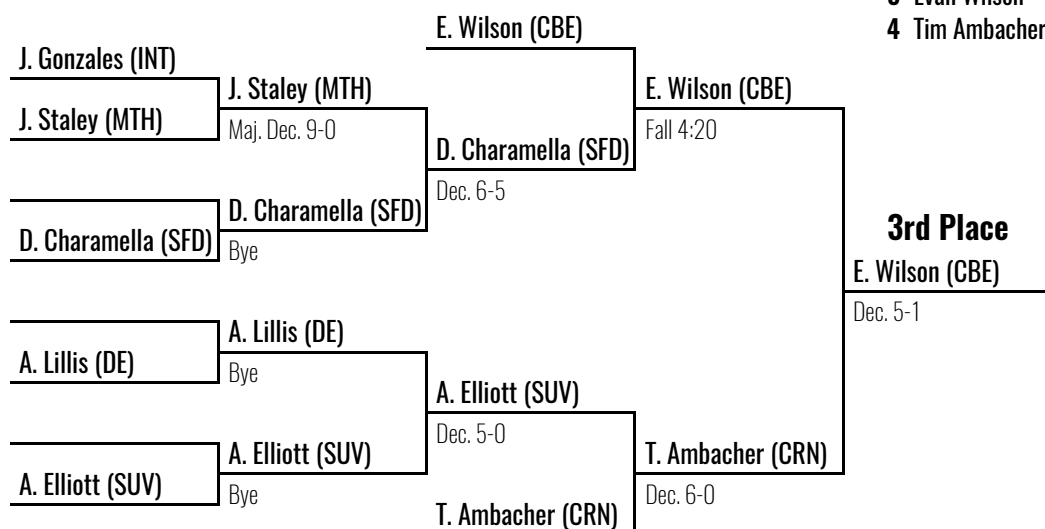 3 Evan Wilson
4 Tim Ambacher
E. Wilson (CBE)
J. Gonzales (INT)
J. Staley (MTH)
E. Wilson (CBE)
J. Staley (MTH)
Maj. Dec. 9-0
Fall 4:20
D. Charamella (SFD)
Dec. 6-5
D. Charamella (SFD)
D. Charamella (SFD)
Bye
3rd Place
E. Wilson (CBE)
Dec. 5-1
A. Lillis (DE)
A. Lillis (DE)
Bye
A. Elliott (SUV)
Dec. 5-0
A. Elliott (SUV)
T. Ambacher (CRN)
A. Elliott (SUV)
Bye
Dec. 6-0
T. Ambacher (CRN)